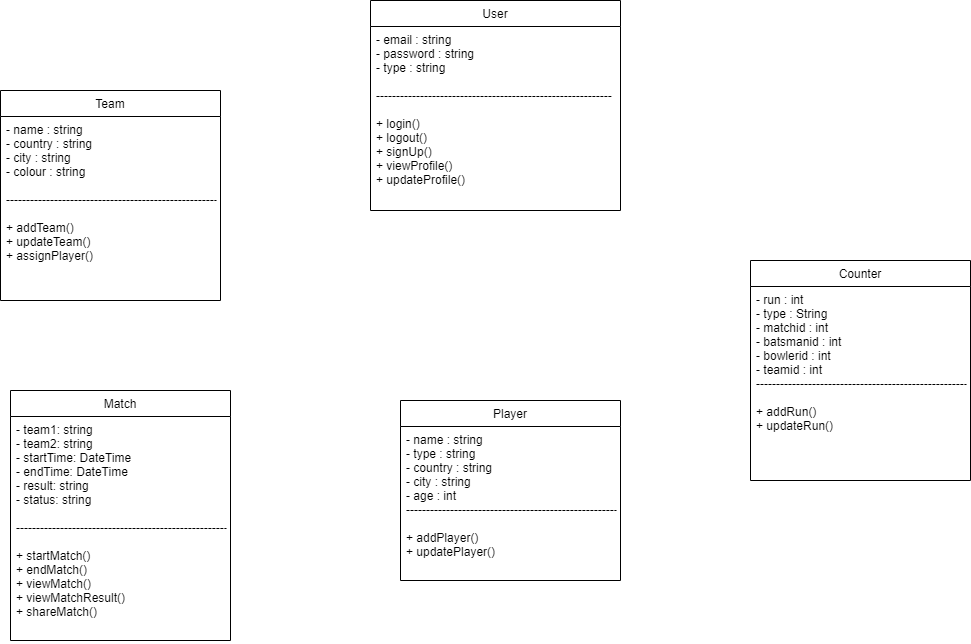 User
- email : string
- password : string
- type : string
+ login()
+ logout()
+ signUp()
+ viewProfile()
+ updateProfile()
Team
- name : string
- country : string
- city : string
- colour : string
+ addTeam()
+ updateTeam()
+ assignPlayer()
Counter
- run : int
- type : String
- matchid : int
- batsmanid : int
- bowlerid : int
- teamid : int
+ addRun()
+ updateRun()
Match
- team1: string
- team2: string
- startTime: DateTime
- endTime: DateTime
- result: string
- status: string
+ startMatch()
+ endMatch()
+ viewMatch()
+ viewMatchResult()
+ shareMatch()
Player
- name : string
- type : string
- country : string
- city : string
- age : int
+ addPlayer()
+ updatePlayer()